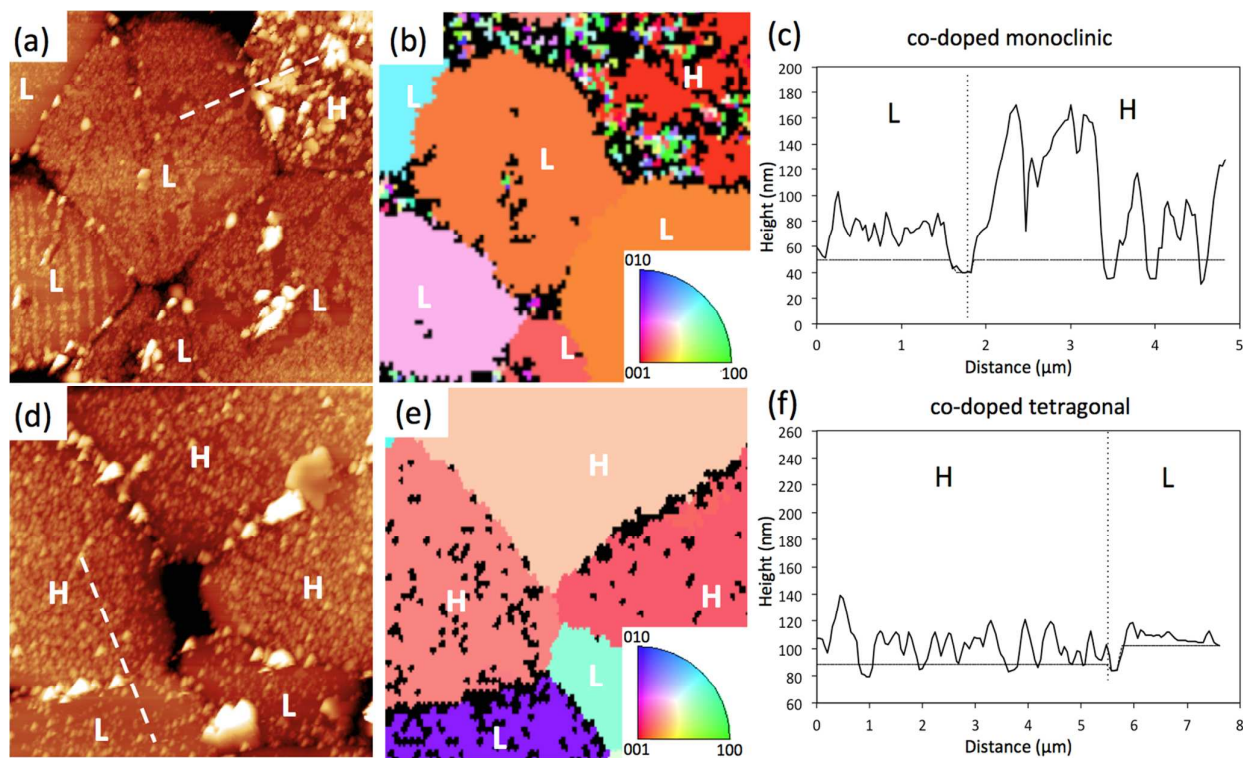 (a)
L
H
L
L
L
L
(b)
H
L
L
L
L
L
010
001
100
(c)
co-doped monoclinic
L
H
Height (nm)
200
180
160
140
120
100
80
60
40
20
0
0 1 2 3 4 5
Distance (µm)
(d)
H
H
H
L
L
(e)
H
H
H
L
L
010
001
100
(f)
co-doped tetragonal
H
L
Height (nm)
260
240
220
200
180
160
140
120
100
80
60
0 1 2 3 4 5 6 7 8
Distance (µm)